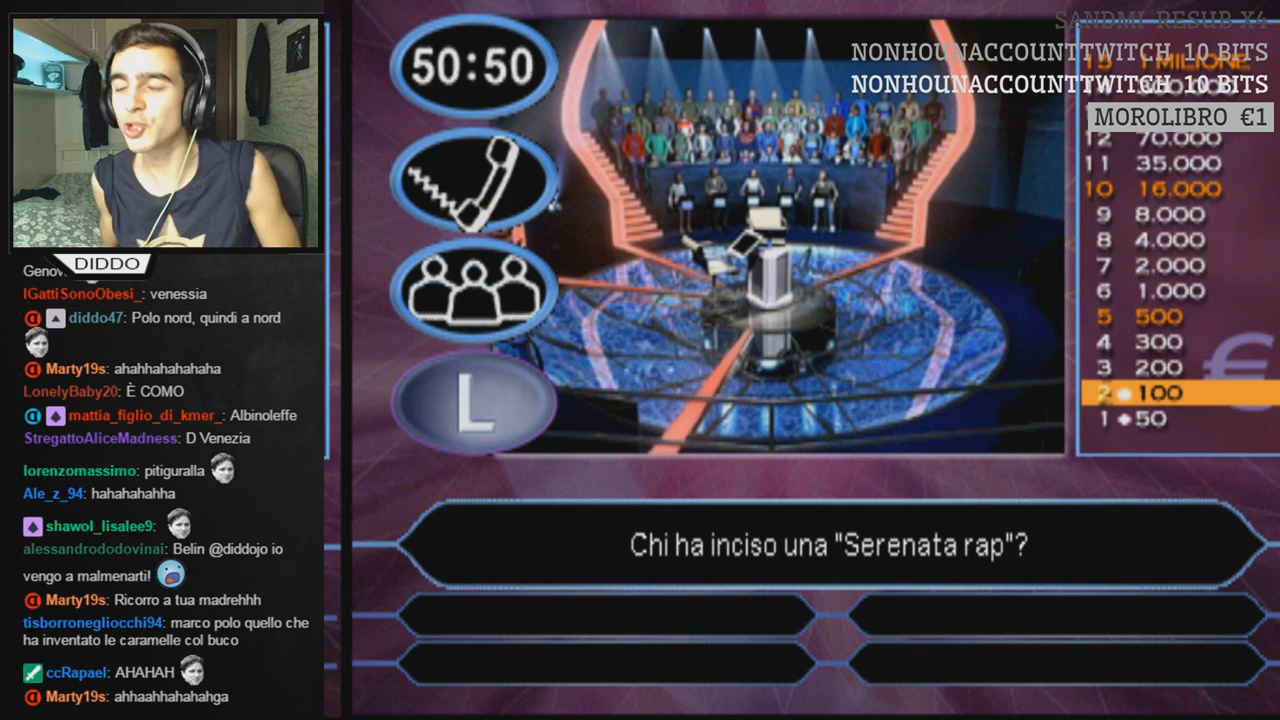 DIDDO
Genov
IGattiSonoObesi_: venessia
diddo47: Polo nord, quindi a nord
Marty19s: ahahhahahahaha
LonelyBaby20: È COMO
mattia_figlio_di_kmer_: Albinoleffe
StregattoAliceMadness: D Venezia
lorenzomassimo: pitiguralla
Ale_z_94: hahahahahha
shawol_lisalee9:
alessandrododovinai: Belin @diddojo io
vengo a malmenarti!
Marty19s: Ricorro a tua madrehhh
tisborronegliocchi94: marco polo quello che
ha inventato le caramelle col buco
ccRapael: AHAHAH
Marty19s: ahhaahhahahahga
50:50
L
SANDMI_RESUB X4
NONHOUNACCOUNTTWITCH 10 BITS
NONHOUNACCOUNTTWITCH 10 BITS
MOROLIBRO €1
15 1 MILIONE
12 70.000
11 35.000
10 16.000
9 8.000
8 4.000
7 2.000
6 1.000
5 500
4 300
3 200
2 100
1 50
€
Chi ha inciso una "Serenata rap"?